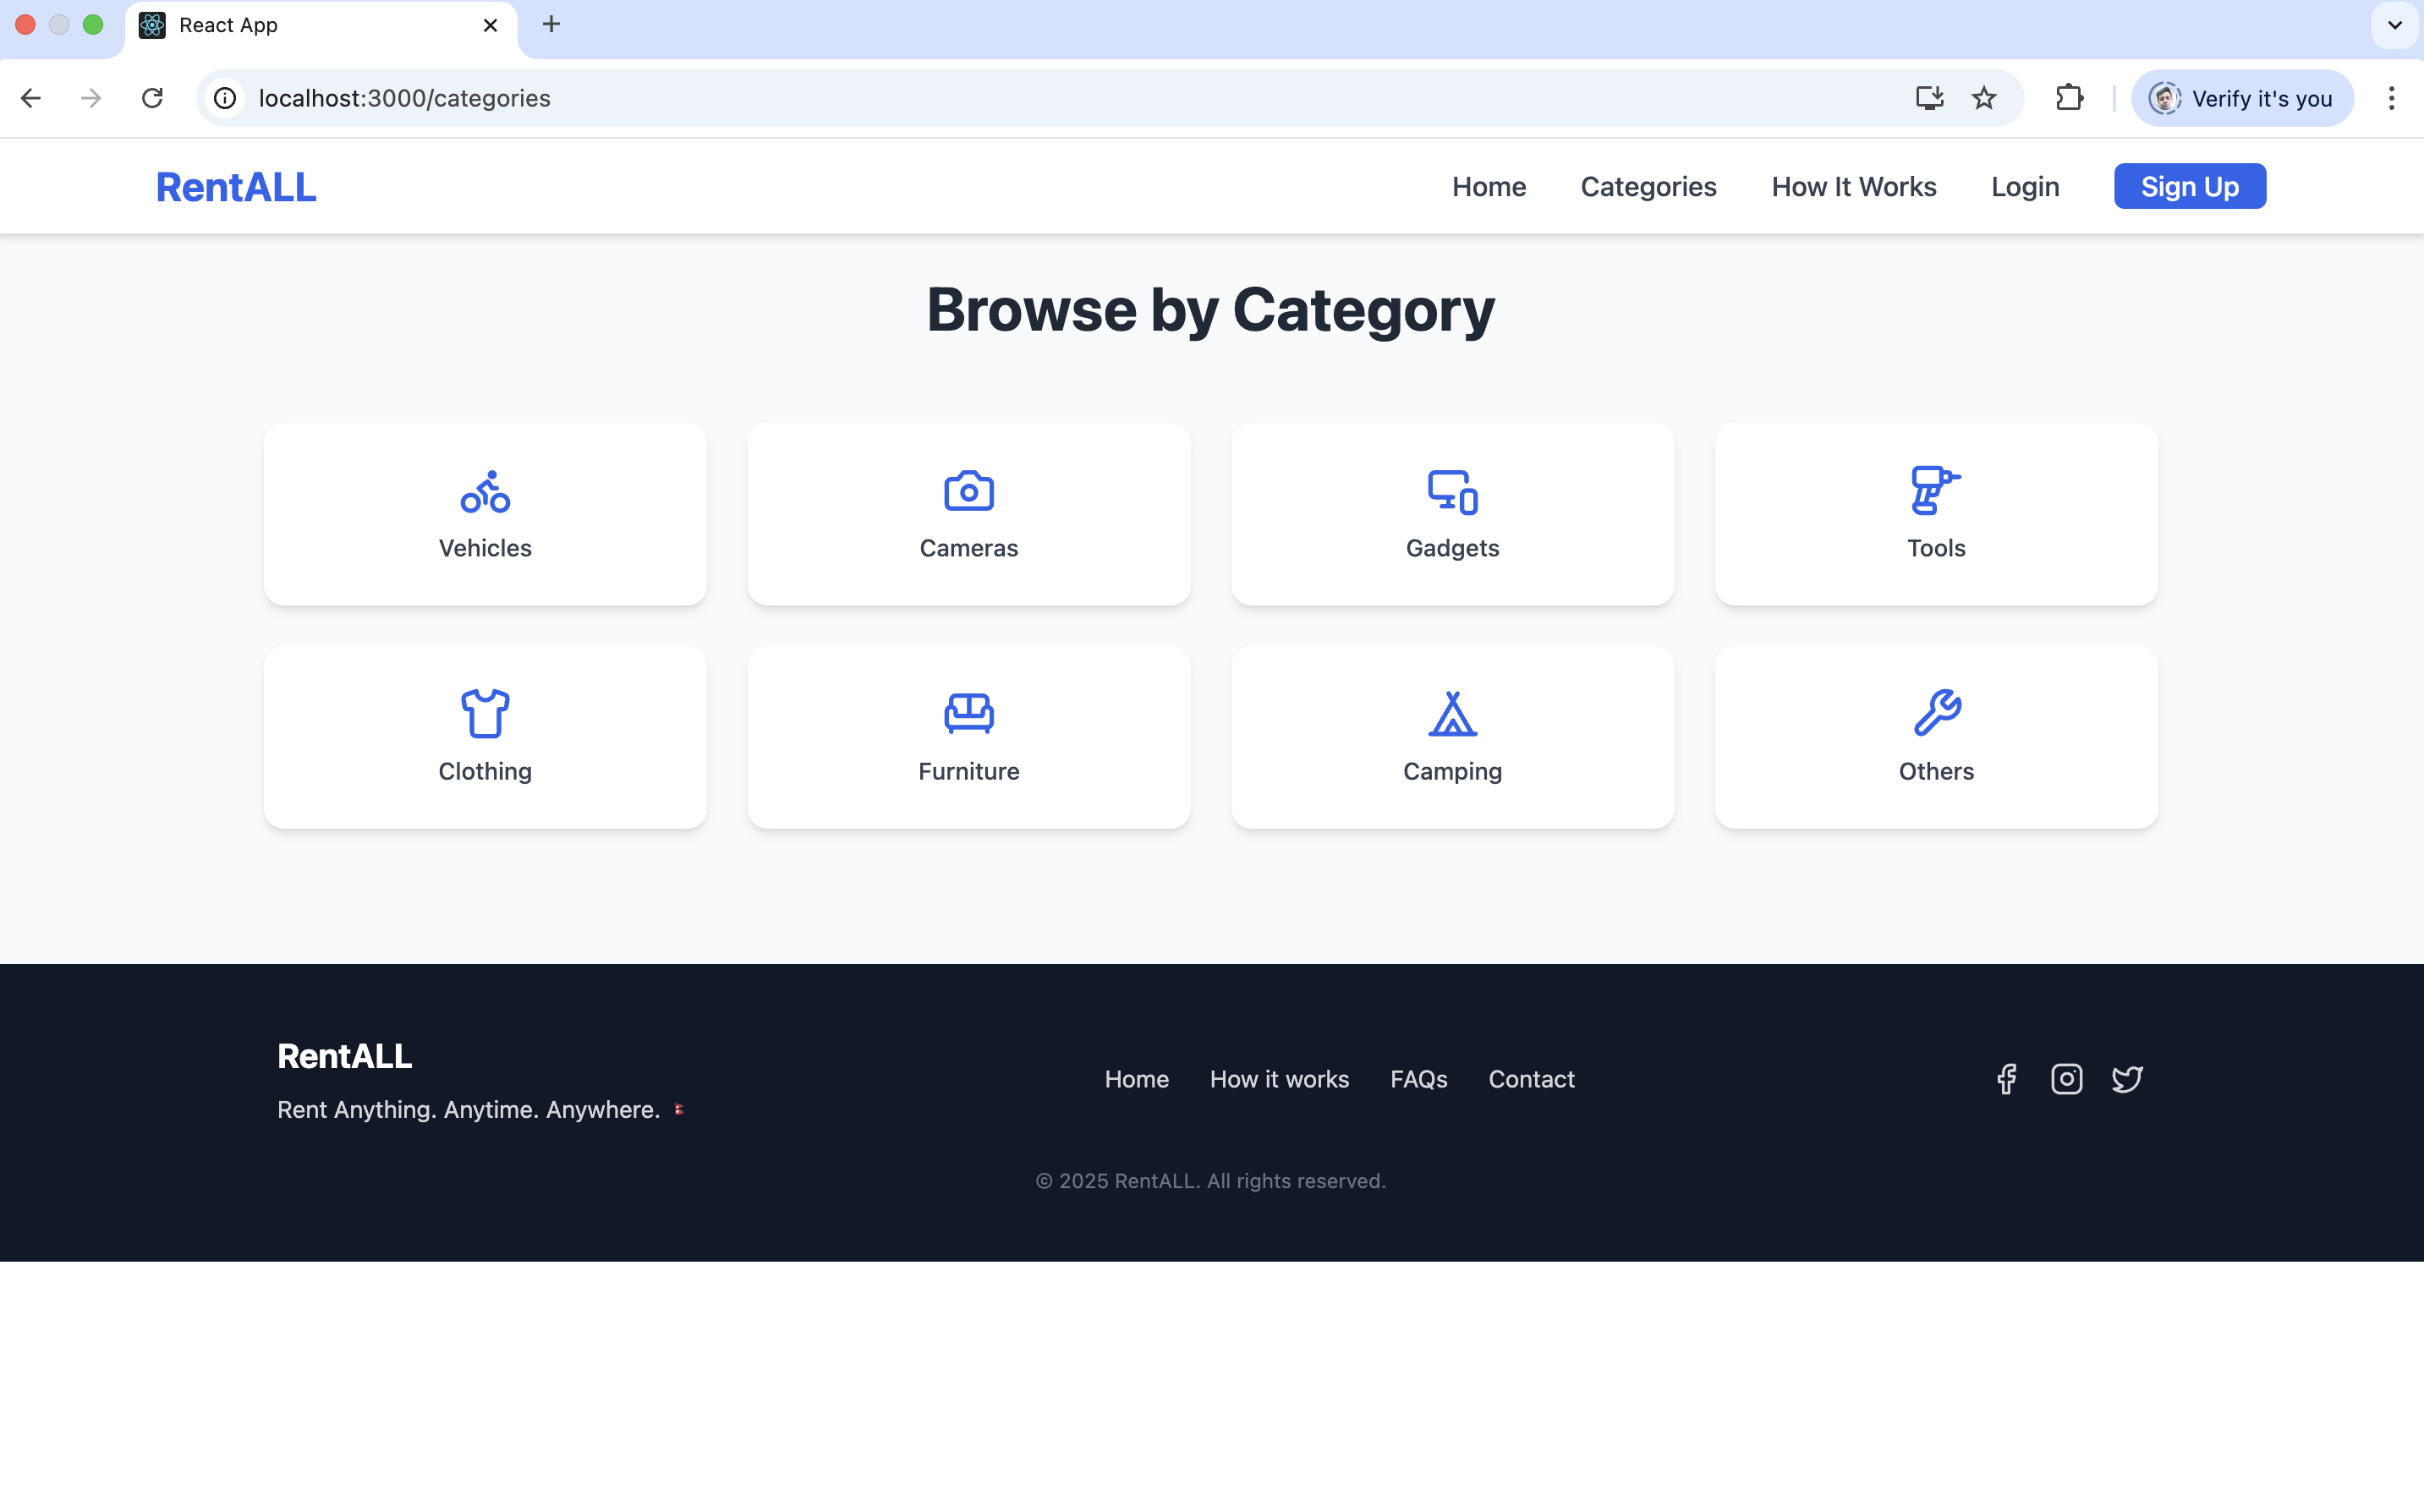 React App
localhost:3000/categories
Verify it's you
RentALL
Home Categories How It Works Login Sign Up
Browse by Category
Vehicles Cameras Gadgets Tools
Clothing Furniture Camping Others
RentALL
Rent Anything. Anytime. Anywhere. 🇳🇵
Home How it works FAQs Contact
© 2025 RentALL. All rights reserved.